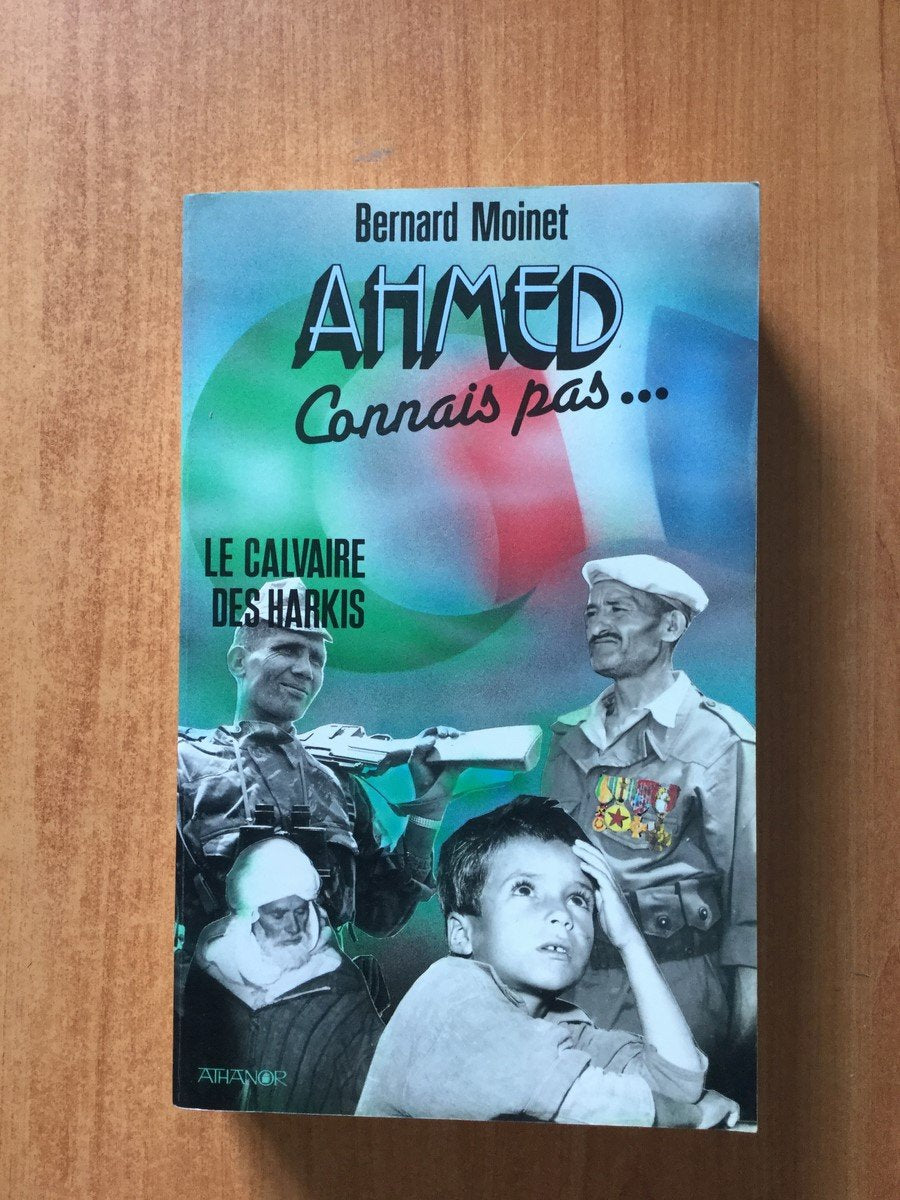 Bernard Moinet
AHMED
Connais pas...
LE CALVAIRE
DES HARKIS
ATHANOR